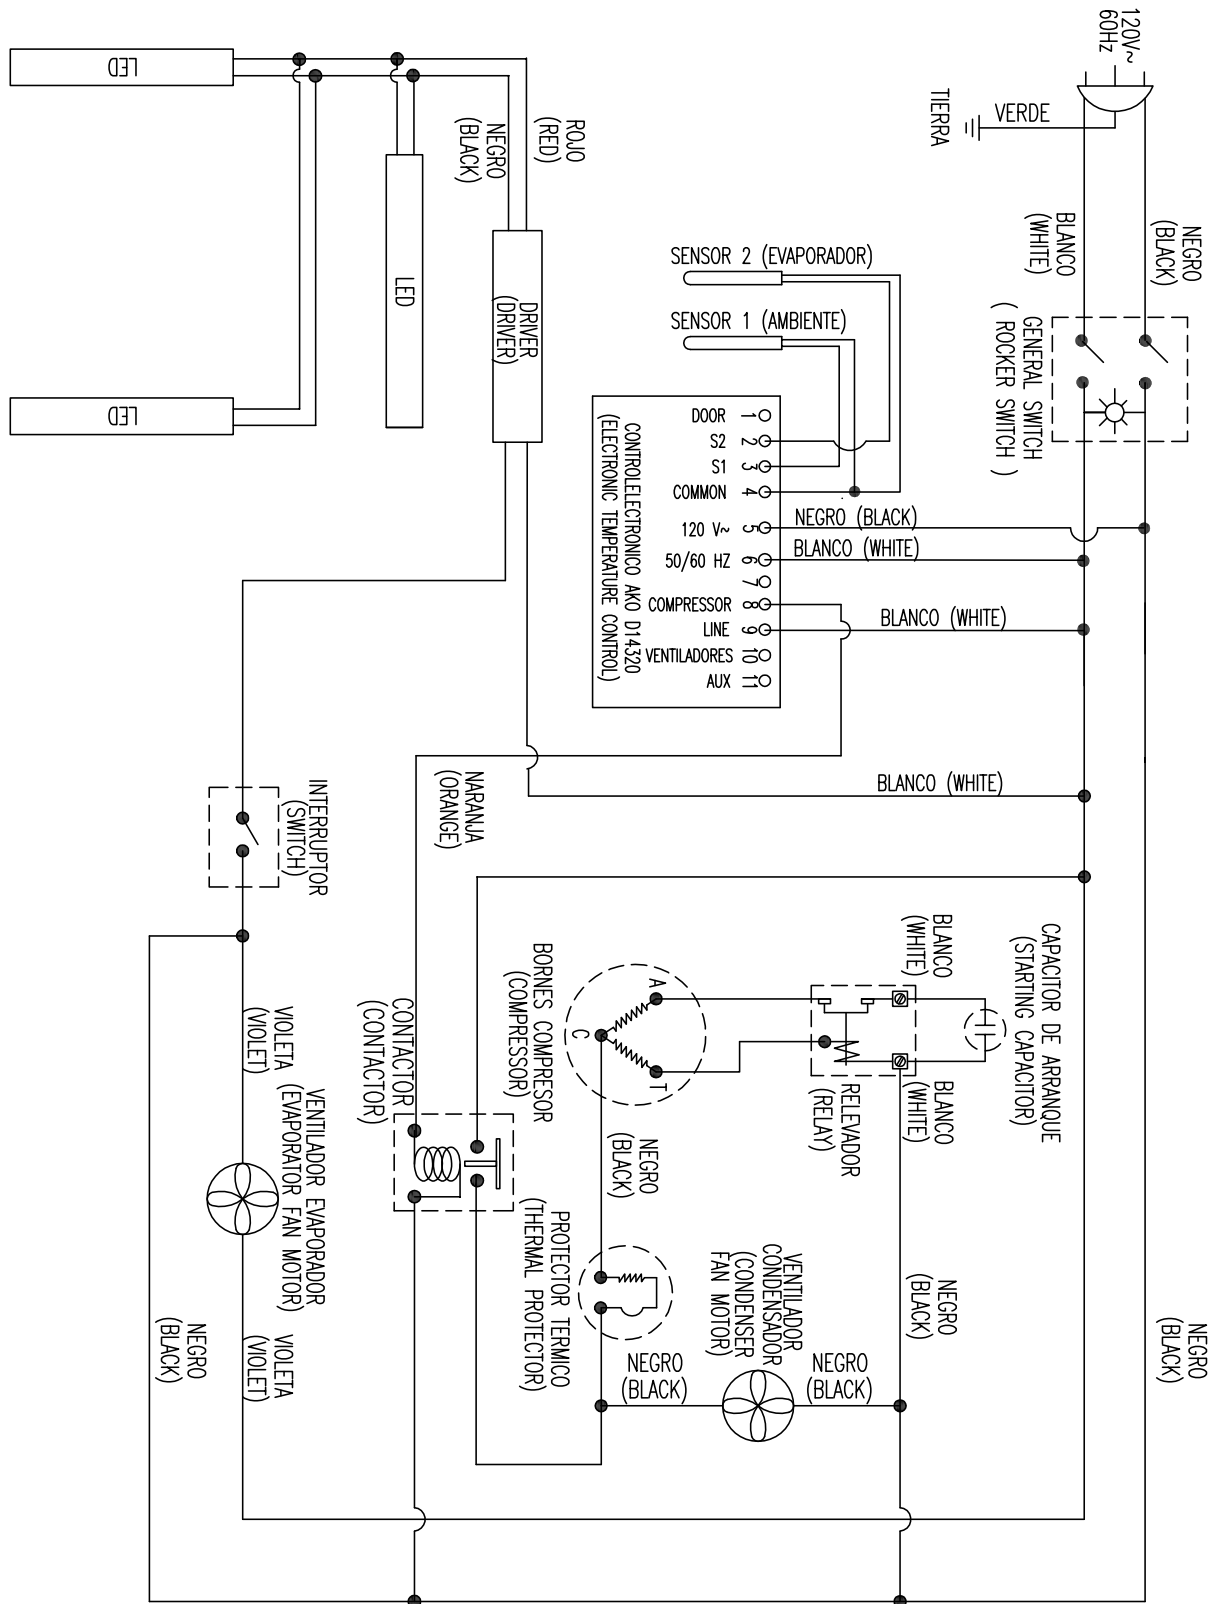 120V~
60Hz
VERDE
TIERRA
NEGRO
(BLACK)
BLANCO
(WHITE)
GENERAL SWITCH
( ROCKER SWITCH )
ROJO
(RED)
NEGRO
(BLACK)
LED
LED
LED
DRIVER
(DRIVER)
SENSOR 2 (EVAPORADOR)
SENSOR 1 (AMBIENTE)
DOOR 1
S2 2
S1 3
COMMON 4
120 V~ 5
50/60 HZ 6
7
COMPRESSOR 8
LINE 9
VENTILADORES 10
AUX 11
CONTROLELECTRONICO AKO D14320
(ELECTRONIC TEMPERATURE CONTROL)
NEGRO (BLACK)
BLANCO (WHITE)
BLANCO (WHITE)
BLANCO (WHITE)
NARANJA
(ORANGE)
INTERRUPTOR
(SWITCH)
CAPACITOR DE ARRANQUE
(STARTING CAPACITOR)
BLANCO
(WHITE)
BLANCO
(WHITE)
RELEVADOR
(RELAY)
BORNES COMPRESOR
(COMPRESSOR)
A
C
T
CONTACTOR
(CONTACTOR)
NEGRO
(BLACK)
PROTECTOR TERMICO
(THERMAL PROTECTOR)
VENTILADOR
CONDENSADOR
(CONDENSER
FAN MOTOR)
NEGRO
(BLACK)
NEGRO
(BLACK)
NEGRO
(BLACK)
NEGRO
(BLACK)
VIOLETA
(VIOLET)
VENTILADOR EVAPORADOR
(EVAPORATOR FAN MOTOR)
VIOLETA
(VIOLET)
NEGRO
(BLACK)